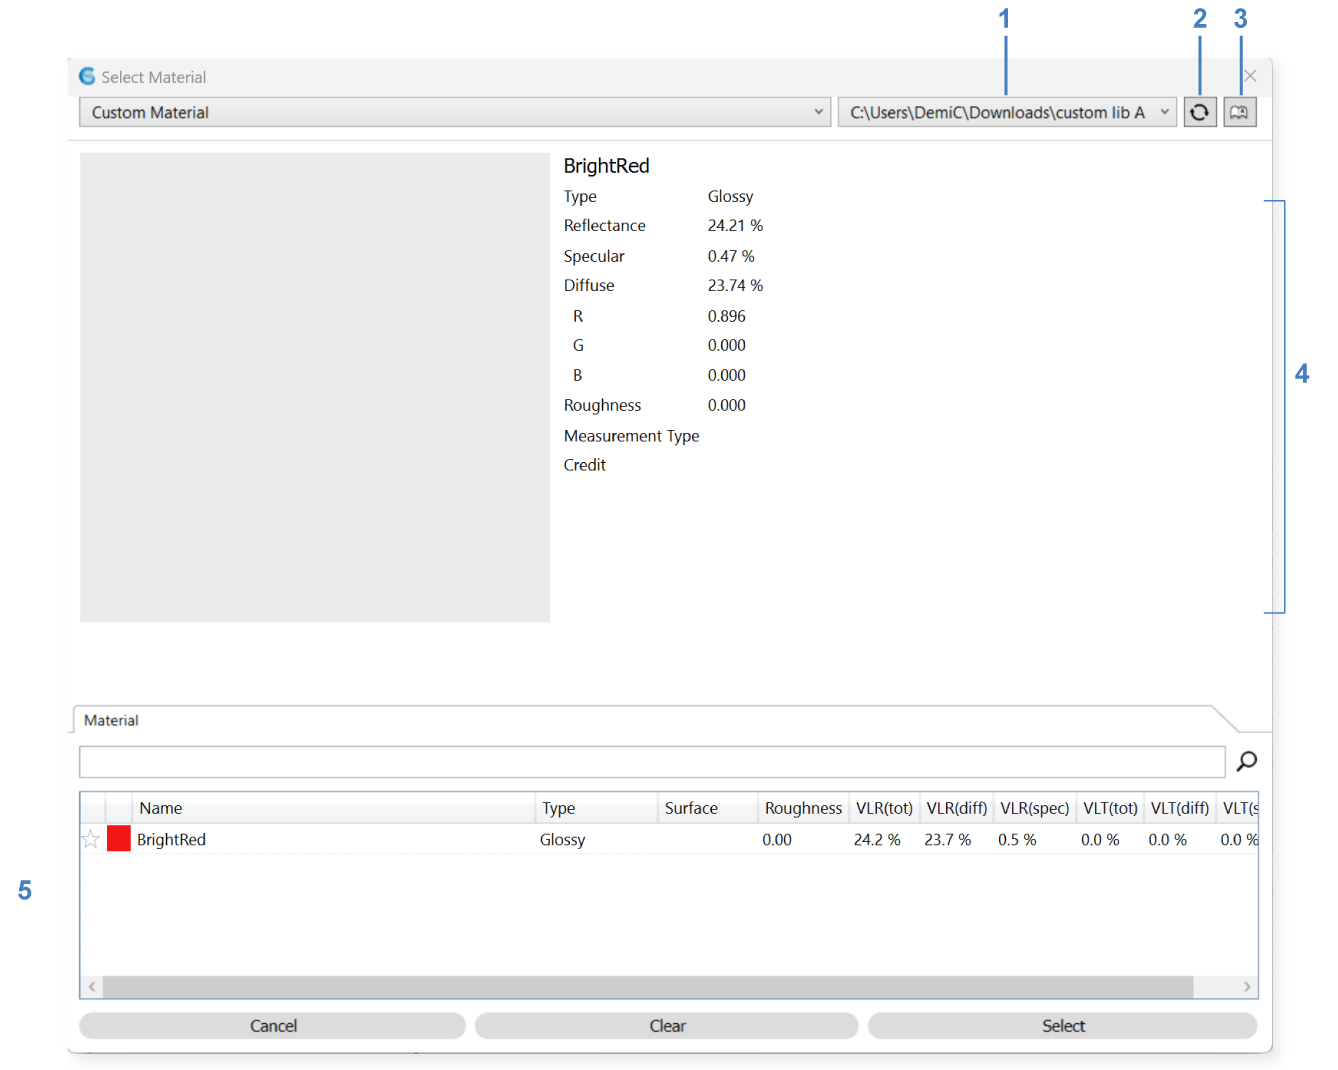 1 2 3
Select Material
Custom Material C:\Users\DemiC\Downloads\custom lib A
BrightRed
Type Glossy
Reflectance 24.21 %
Specular 0.47 %
Diffuse 23.74 %
R 0.896
G 0.000
B 0.000
4
Roughness 0.000
Measurement Type
Credit
Material
Name Type Surface Roughness VLR(tot) VLR(diff) VLR(spec) VLT(tot) VLT(diff) VLT(s
BrightRed Glossy 0.00 24.2 % 23.7 % 0.5 % 0.0 % 0.0 % 0.0 %
5
Cancel Clear Select